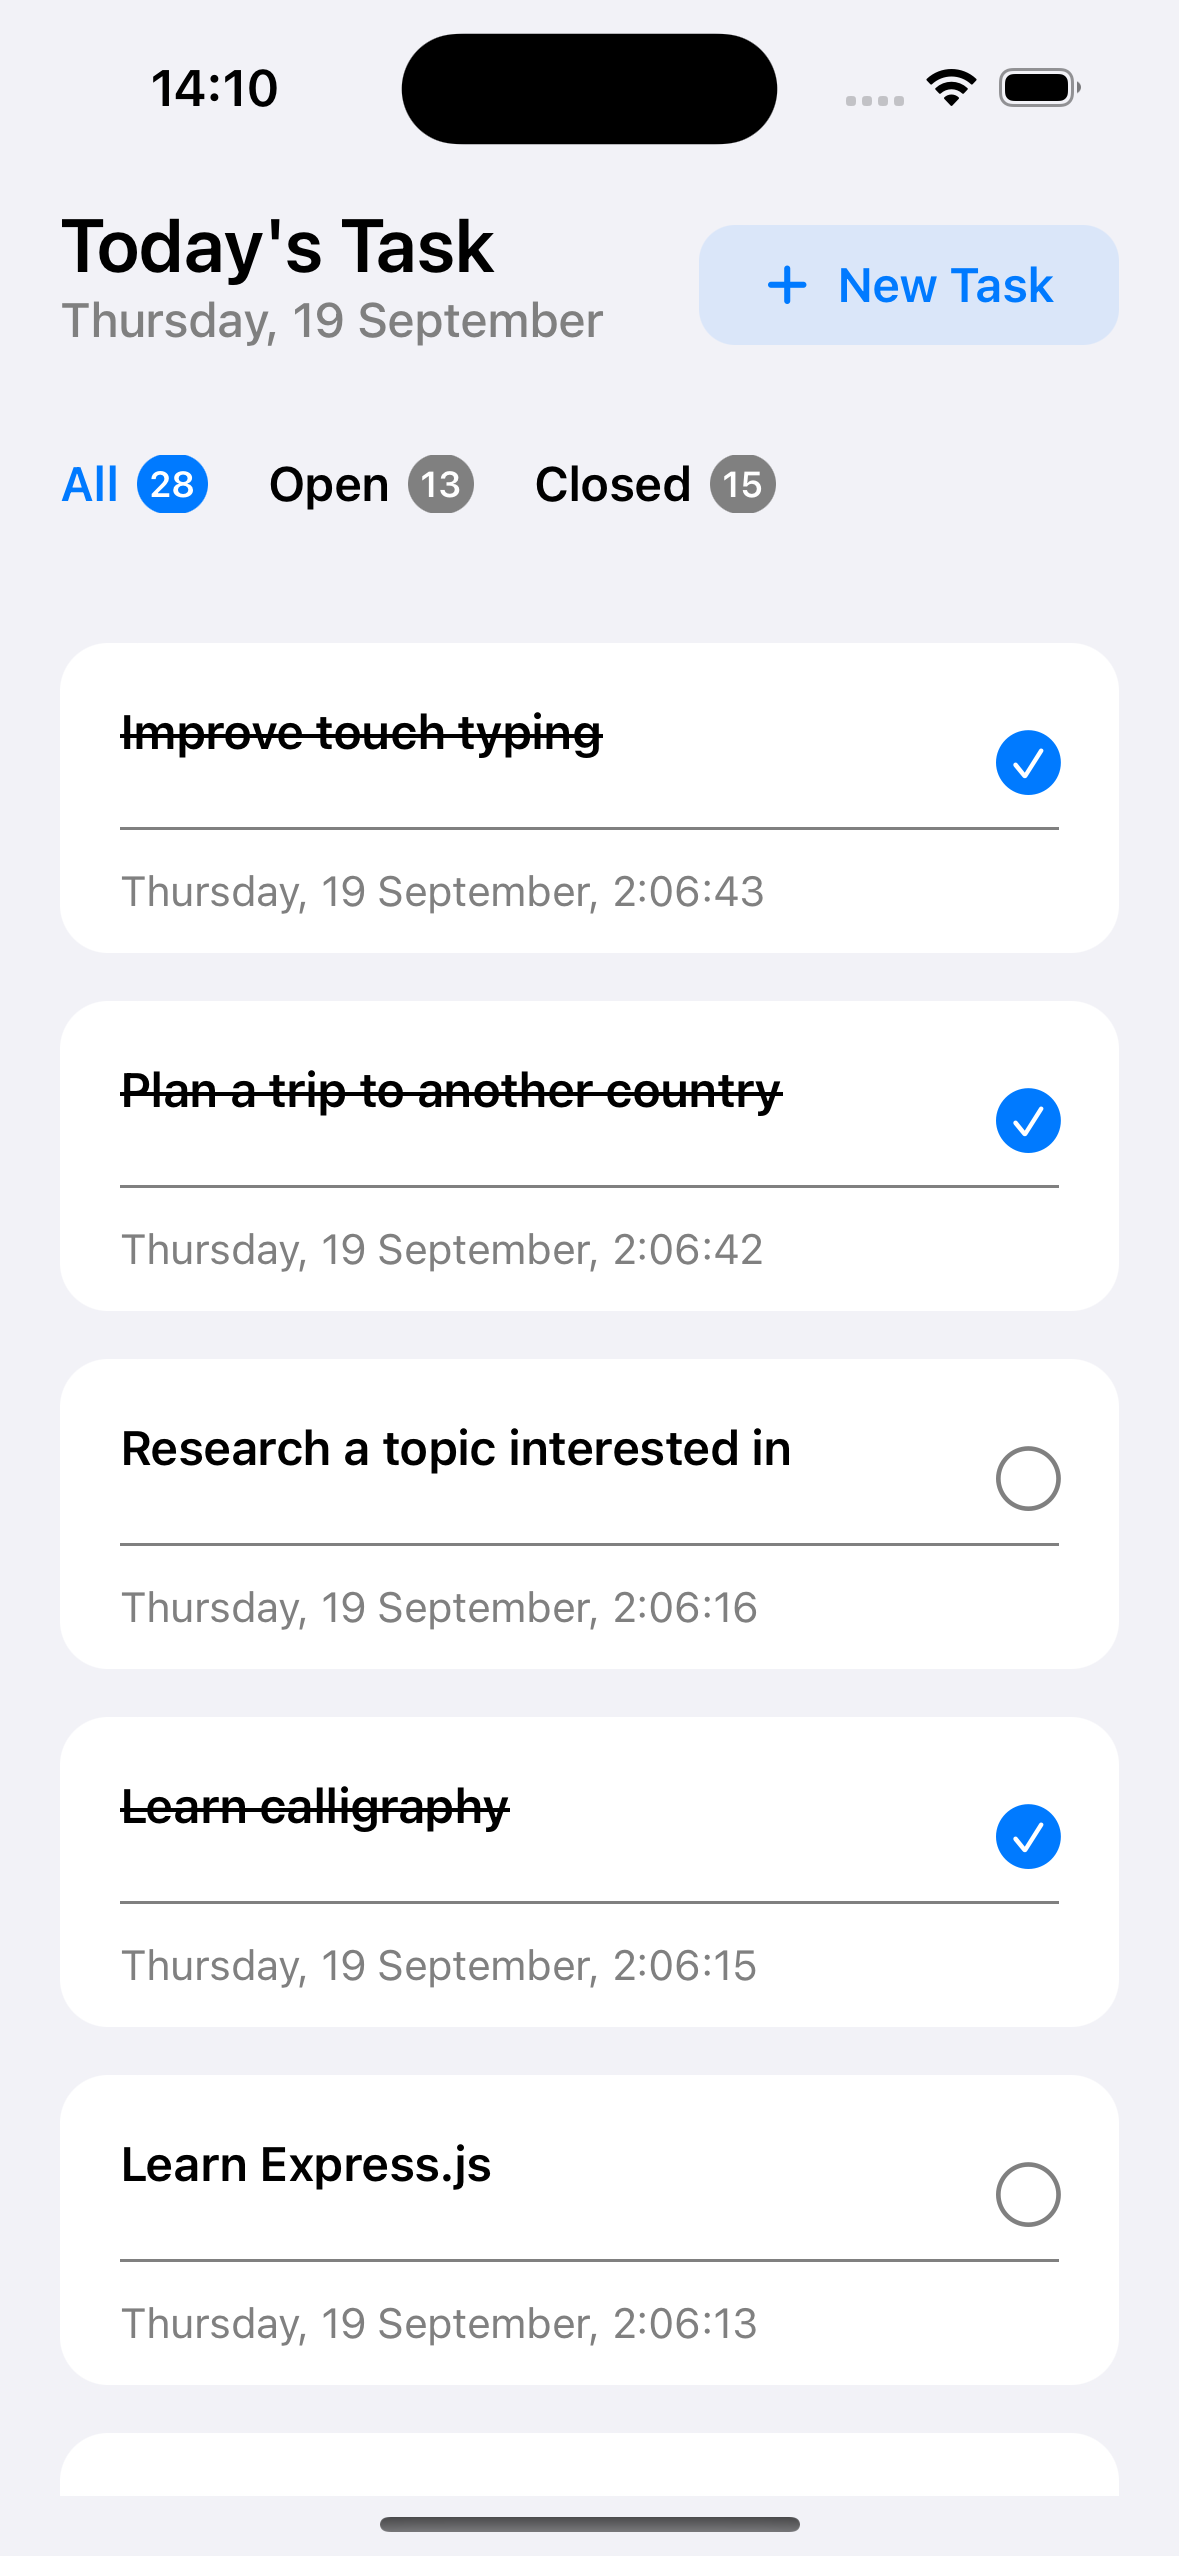 14:10
Today's Task
Thursday, 19 September
+ New Task
All 28 Open 13 Closed 15
Improve touch typing
Thursday, 19 September, 2:06:43
Plan a trip to another country
Thursday, 19 September, 2:06:42
Research a topic interested in
Thursday, 19 September, 2:06:16
Learn calligraphy
Thursday, 19 September, 2:06:15
Learn Express.js
Thursday, 19 September, 2:06:13